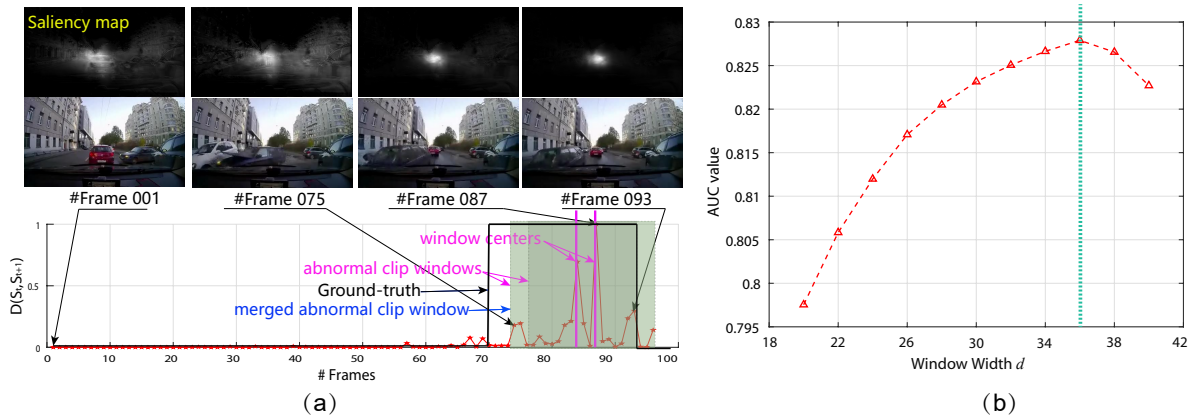 Saliency map
#Frame 001
#Frame 075
#Frame 087
#Frame 093
1
0.5
0
D(Sₜ, Sₜ₊₁)
window centers
abnormal clip windows
Ground-truth
merged abnormal clip window
0 10 20 30 40 50 60 70 80 90 100
# Frames
(a)
0.83
0.825
0.82
0.815
0.81
0.805
0.8
0.795
AUC value
18 22 26 30 34 38 42
Window Width d
(b)